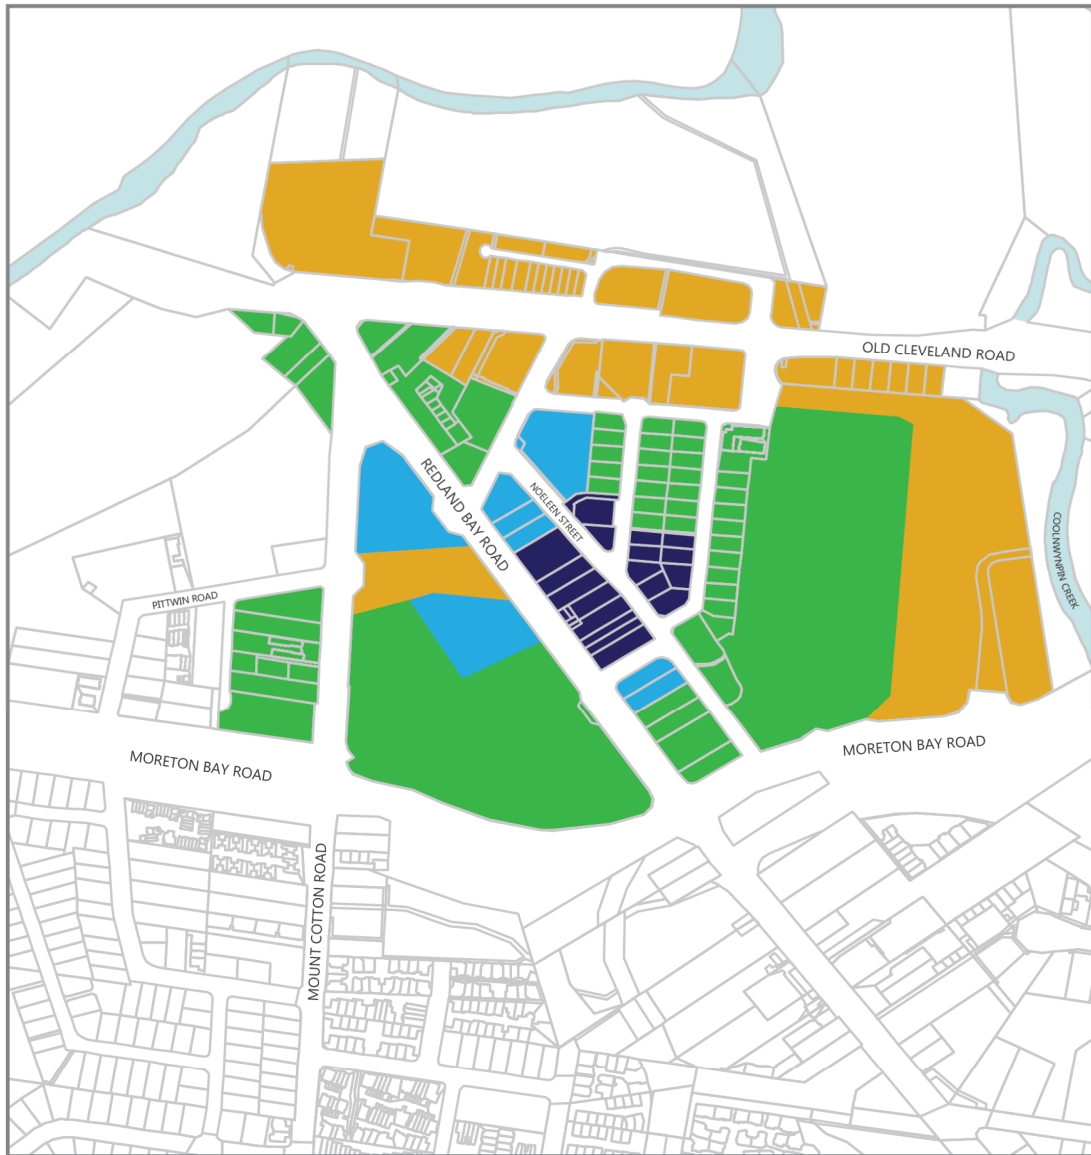 OLD CLEVELAND ROAD
REDLAND BAY ROAD
NOELEEN STREET
COOLNWYNPIN CREEK
PITTWIN ROAD
MORETON BAY ROAD
MORETON BAY ROAD
MOUNT COTTON ROAD